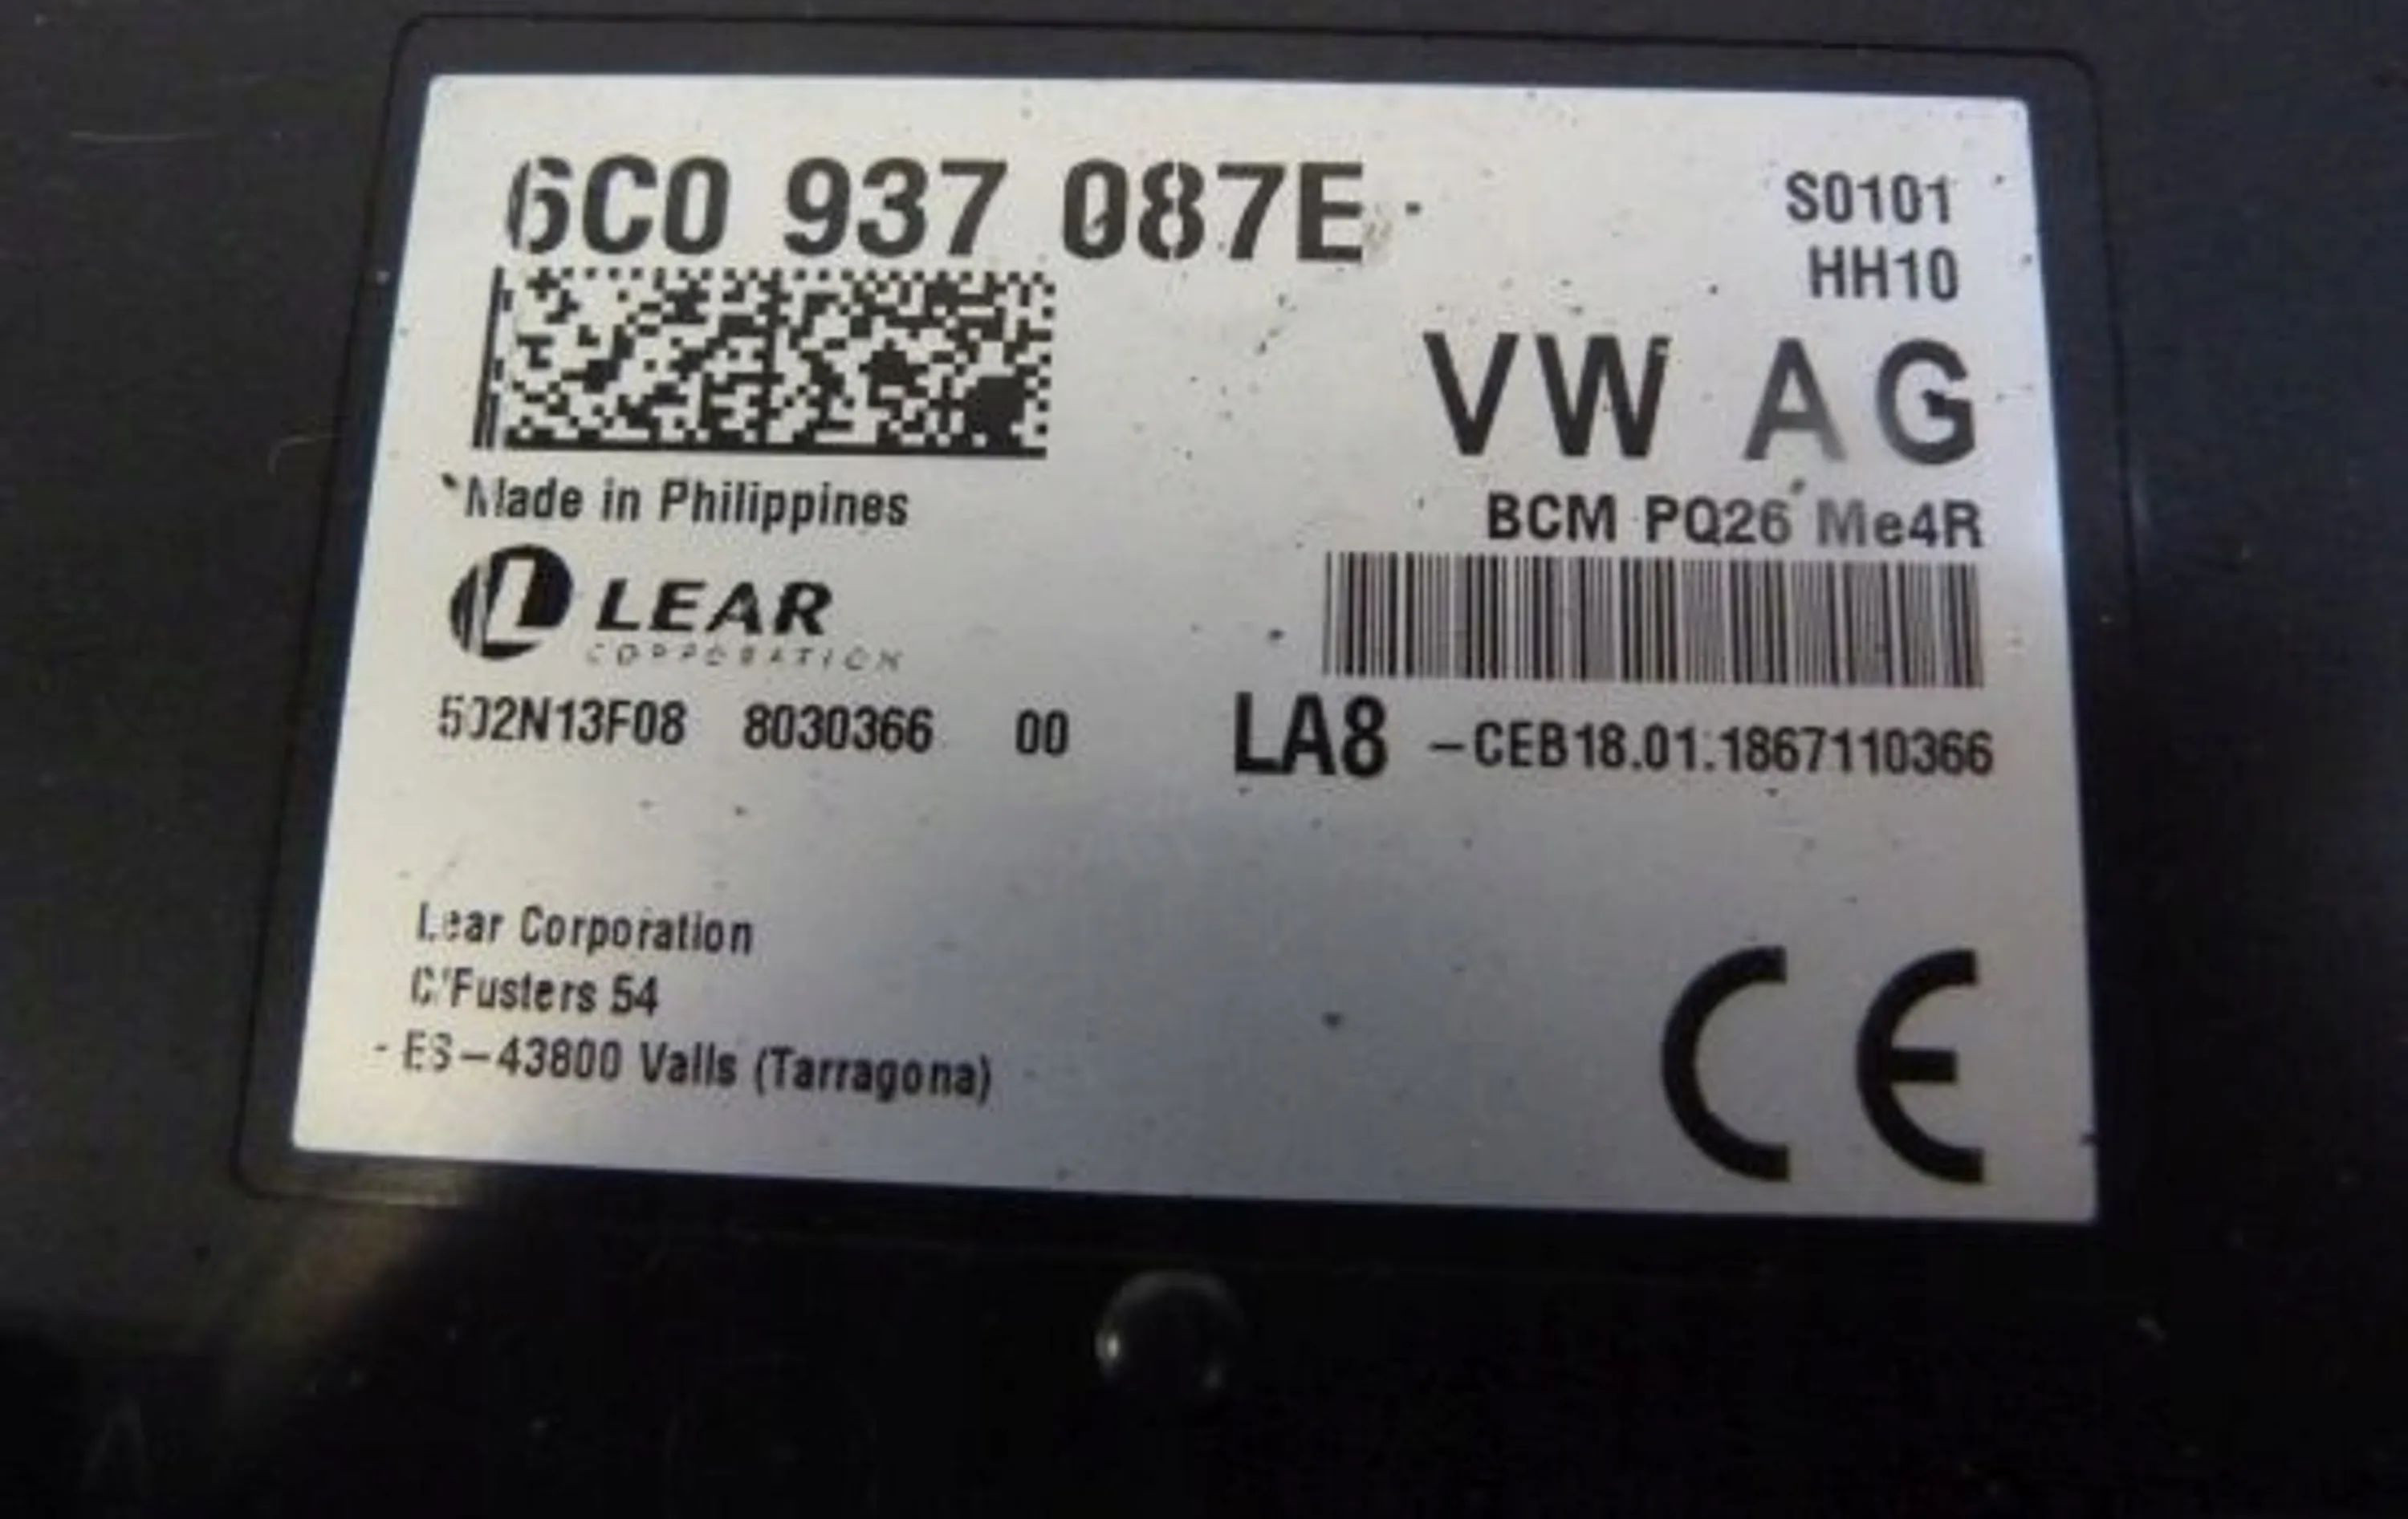 6C0 937 087E
S0101
HH10
VW AG
Made in Philippines
BCM PQ26 Me4R
LEAR
CORPORATION
502N13F08 8030366 00
LA8 -CEB18.01.1867110366
Lear Corporation
C/Fusters 54
ES-43800 Valls (Tarragona)
CE